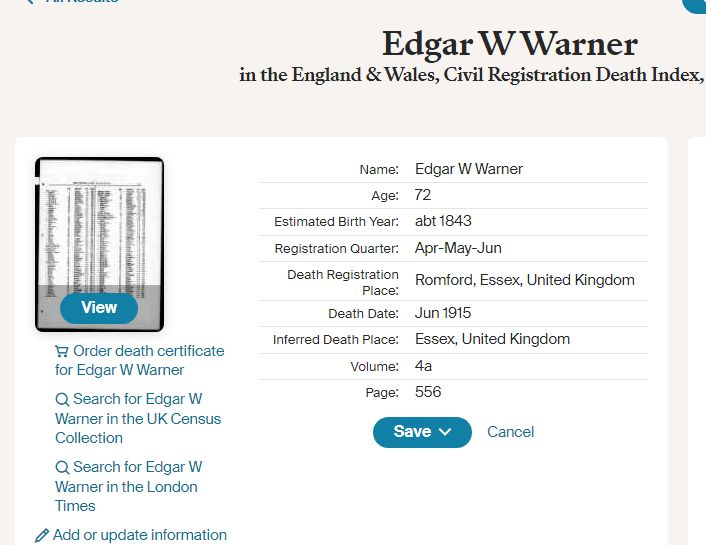 All Results
Edgar W Warner
in the England & Wales, Civil Registration Death Index,
Name: Edgar W Warner
Age: 72
Estimated Birth Year: abt 1843
Registration Quarter: Apr-May-Jun
Death Registration
Place: Romford, Essex, United Kingdom
Death Date: Jun 1915
Inferred Death Place: Essex, United Kingdom
Volume: 4a
Page: 556
View
Save
Cancel
Order death certificate
for Edgar W Warner
Search for Edgar W
Warner in the UK Census
Collection
Search for Edgar W
Warner in the London
Times
Add or update information